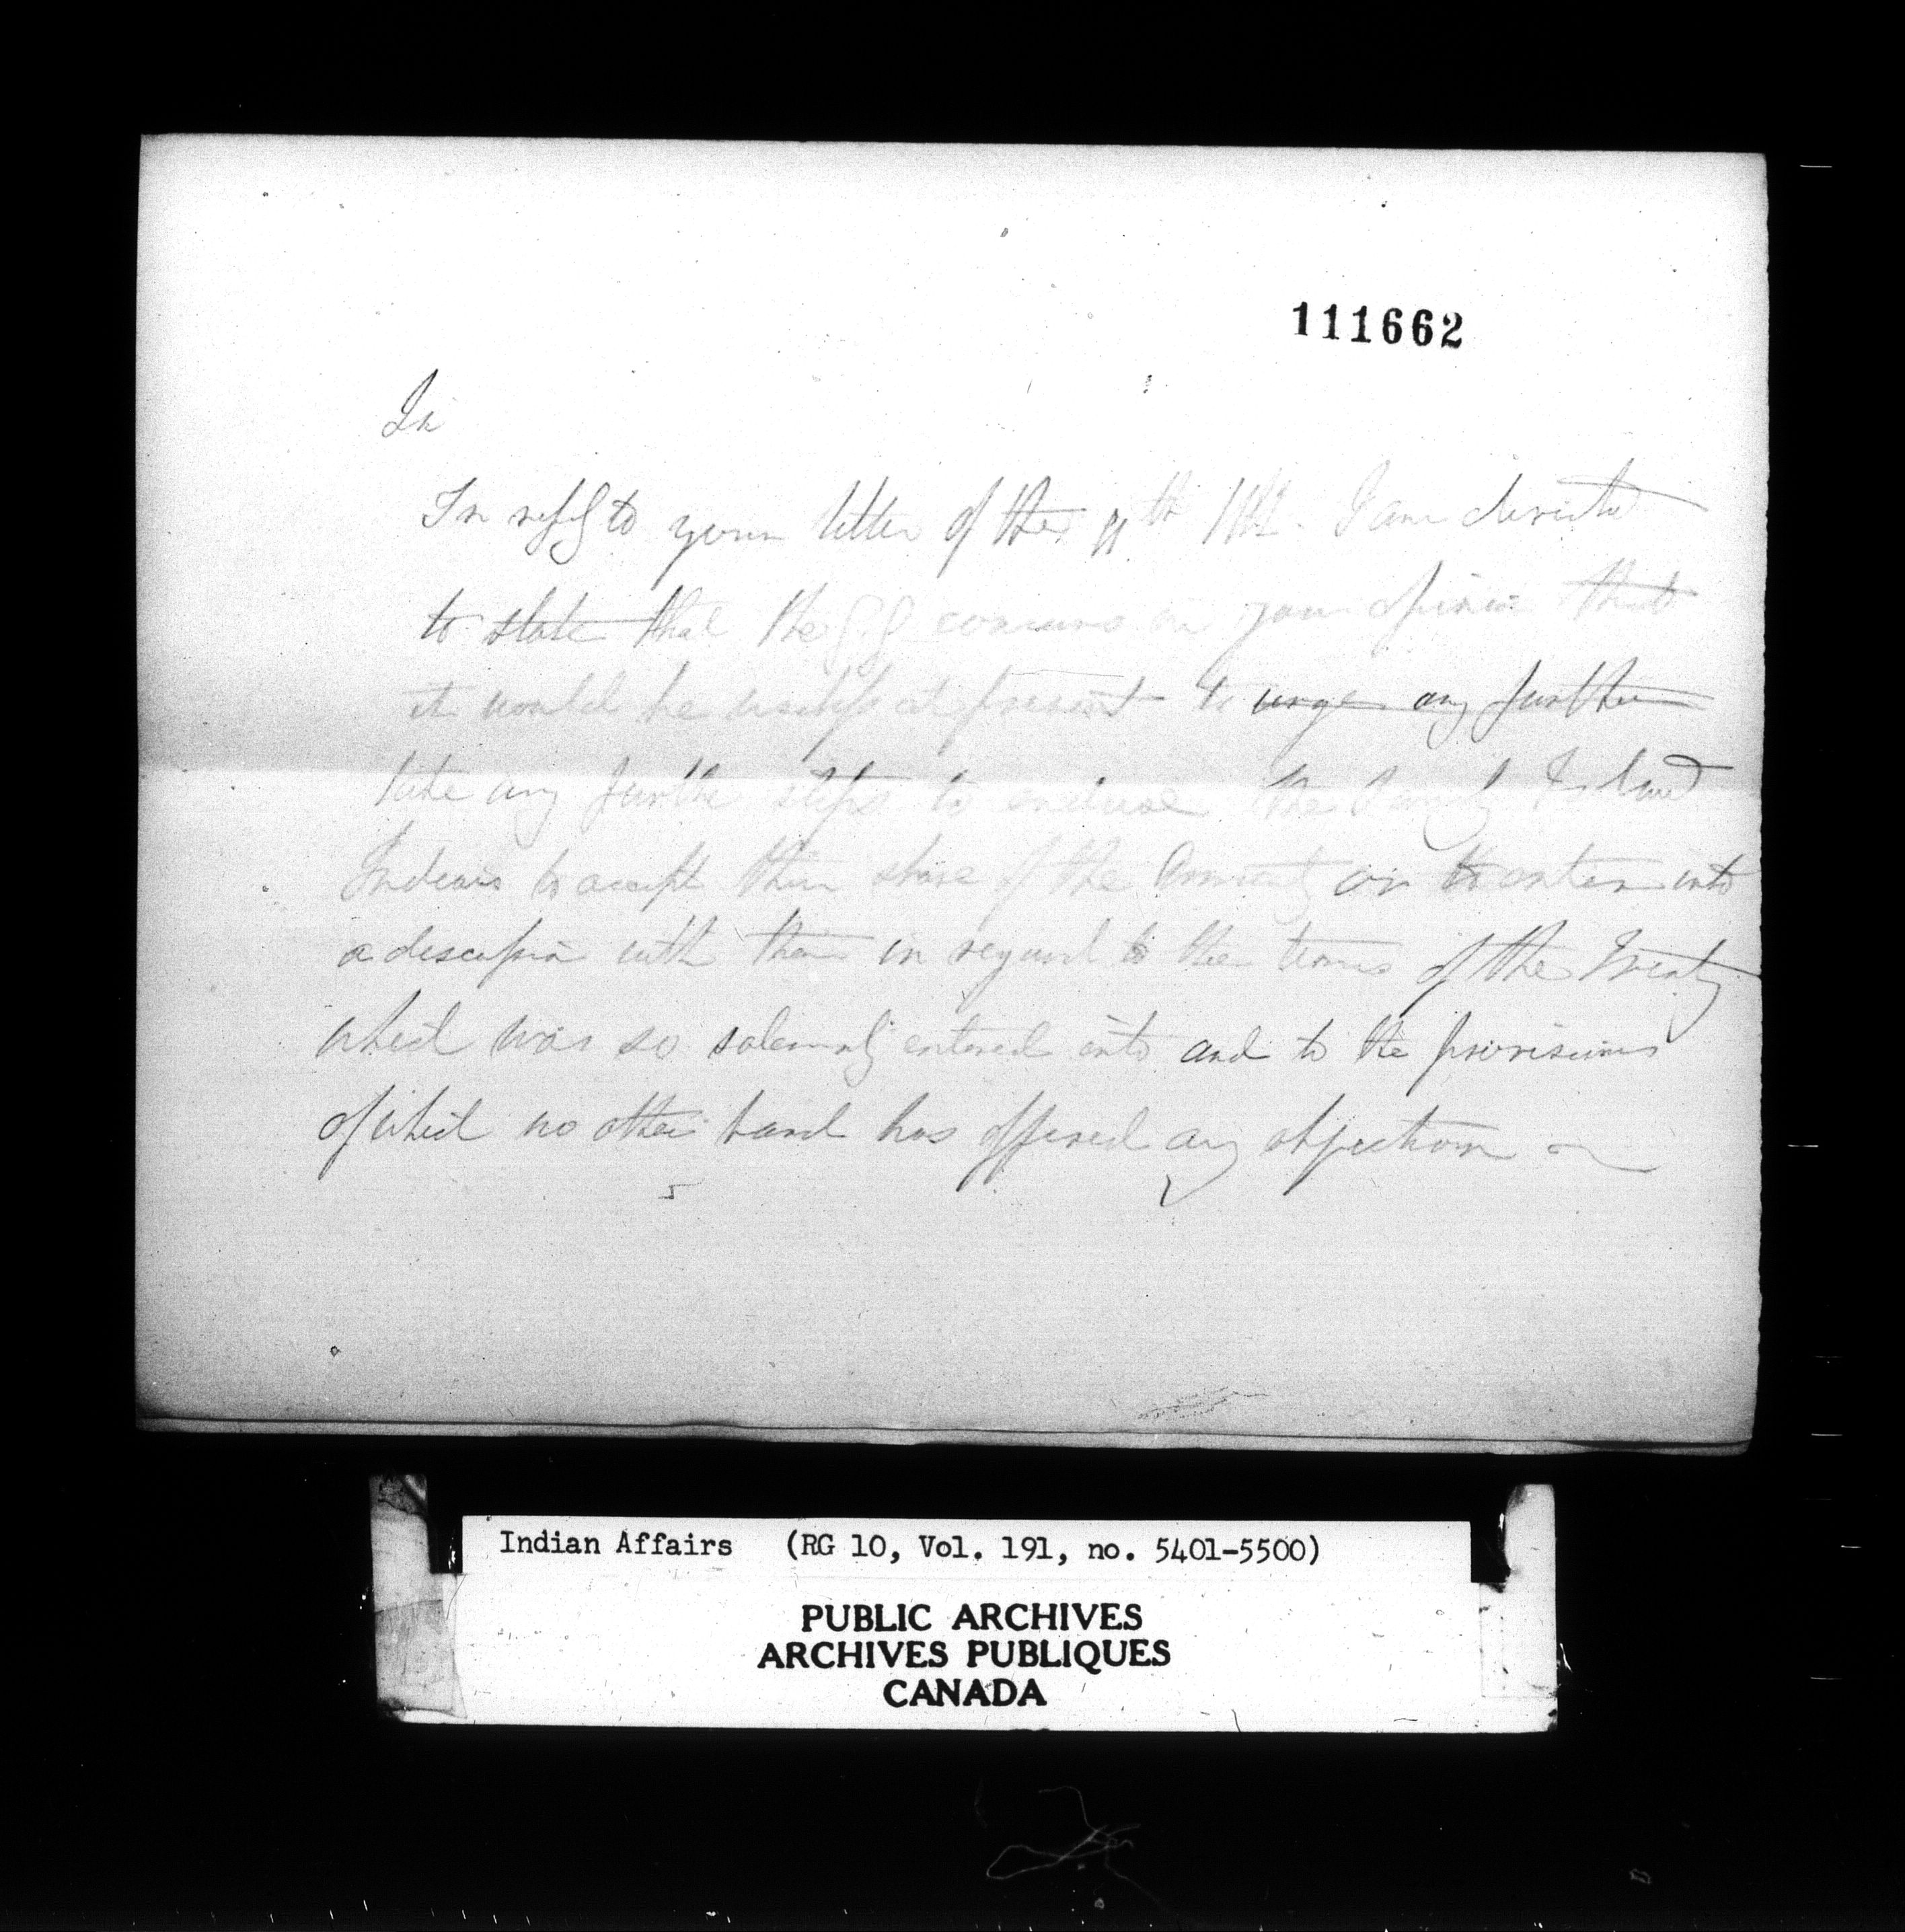 111662
Sir
In reply to your letter of the 11th Ult. I am directed
to state that the G G concurs in your opinion that
it would be useless at present to urge any further
take any further steps to induce the Island
Indians to accept their share of the Annuity or to enter into
a discussion with them in regard to the terms of the Treaty
which was so solemnly entered into and to the provisions
of which no other band has offered any objection
Indian Affairs (RG 10, Vol. 191, no. 5401-5500)
PUBLIC ARCHIVES
ARCHIVES PUBLIQUES
CANADA